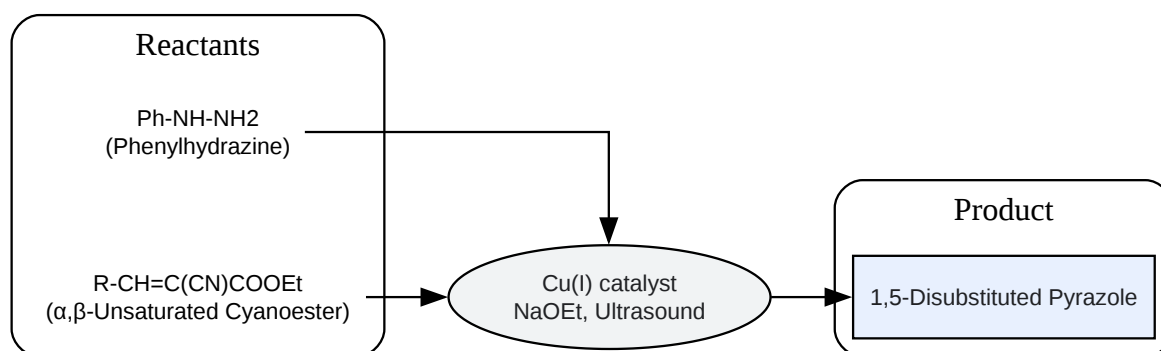 Reactants
Ph-NH-NH2
(Phenylhydrazine)
R-CH=C(CN)COOEt
(α,β-Unsaturated Cyanoester)
Cu(I) catalyst
NaOEt, Ultrasound
Product
1,5-Disubstituted Pyrazole